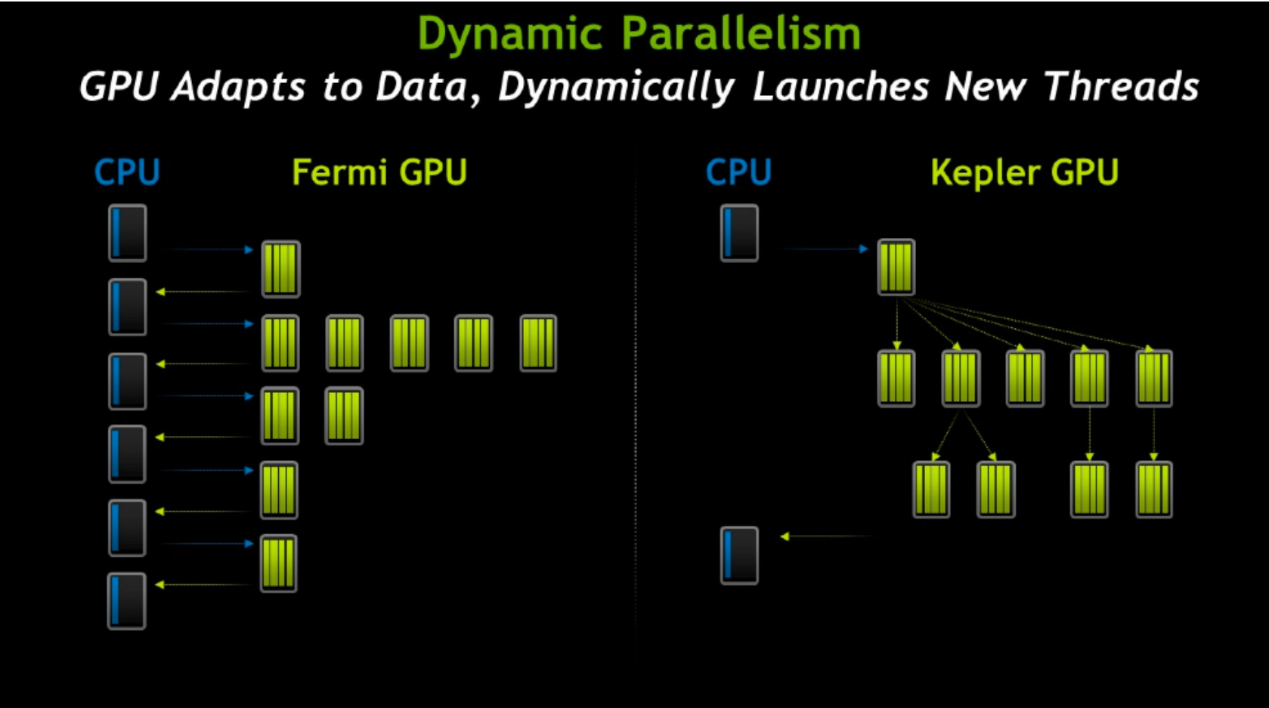 Dynamic Parallelism
GPU Adapts to Data, Dynamically Launches New Threads
CPU
Fermi GPU
CPU
Kepler GPU